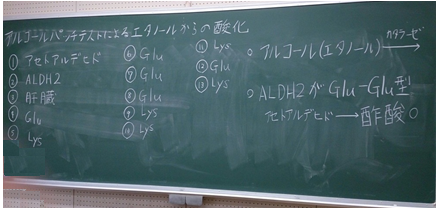 アルコールパッチテストによるエタノールからの酸化
① アセトアルデヒド
② ALDH2
③ 肝臓
④ Glu
⑤ Lys
⑥ Glu
⑦ Glu
⑧ Glu
⑨ Lys
⑩ Lys
⑪ Lys
⑫ Glu
⑬ Lys
○ アルコール(エタノール) カタラーゼ →
○ ALDH2がGlu-Glu型
アセトアルデヒド → 酢酸 ○